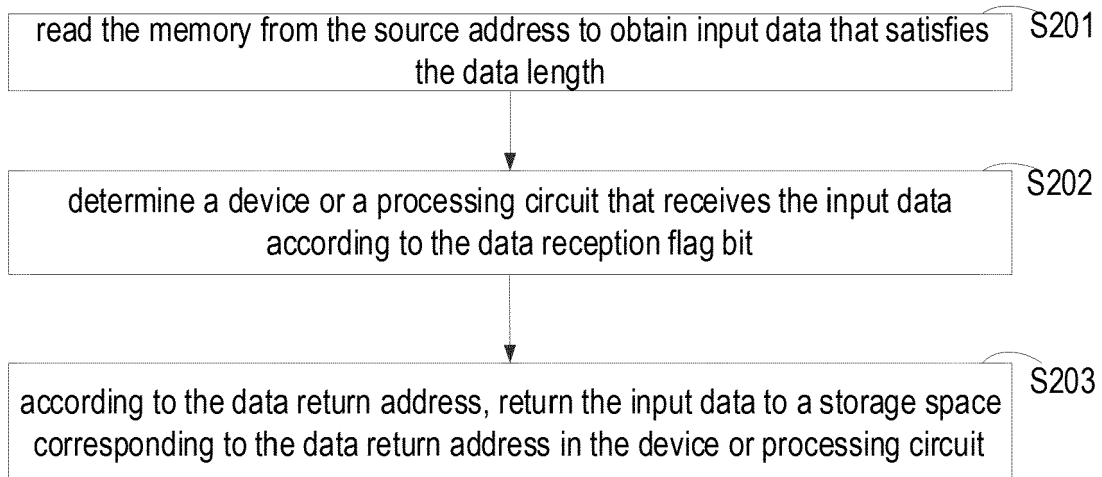 read the memory from the source address to obtain input data that satisfies
the data length
S201
determine a device or a processing circuit that receives the input data
according to the data reception flag bit
S202
according to the data return address, return the input data to a storage space
corresponding to the data return address in the device or processing circuit
S203